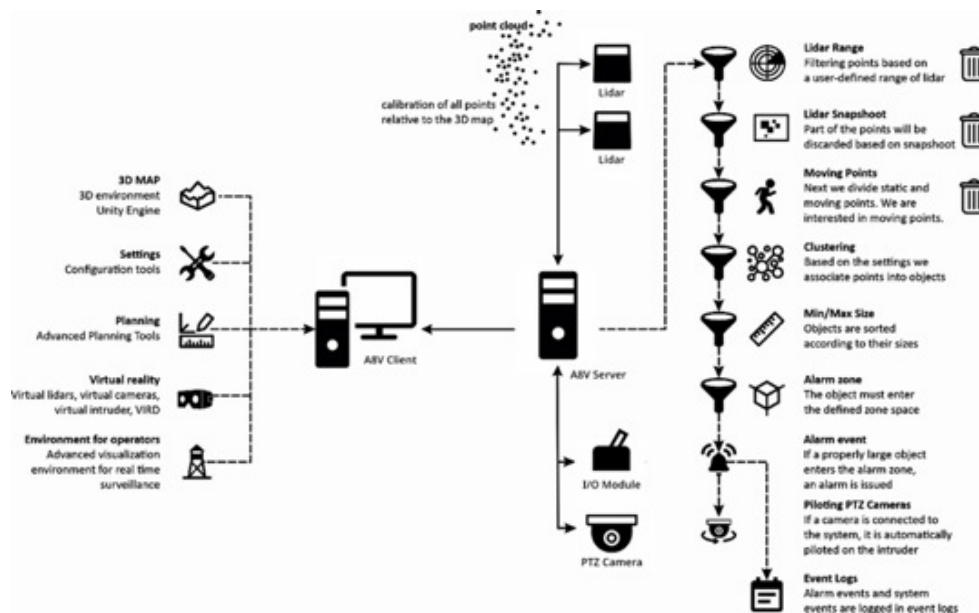 point cloud
calibration of all points
relative to the 3D map
Lidar
Lidar
3D MAP
3D environment
Unity Engine
Settings
Configuration tools
Planning
Advanced Planning Tools
Virtual reality
Virtual lidars, virtual cameras,
virtual intruder, VIRD
Environment for operators
Advanced visualization
environment for real time
surveillance
A8V Client
A8V Server
I/O Module
PTZ Camera
Lidar Range
Filtering points based on
a user-defined range of lidar
Lidar Snapshoot
Part of the points will be
discarded based on snapshoot
Moving Points
Next we divide static and
moving points. We are
interested in moving points.
Clustering
Based on the settings we
associate points into objects
Min/Max Size
Objects are sorted
according to their sizes
Alarm zone
The object must enter
the defined zone space
Alarm event
If a properly large object
enters the alarm zone,
an alarm is issued
Piloting PTZ Cameras
If a camera is connected to
the system, it is automatically
piloted on the intruder
Event Logs
Alarm events and system
events are logged in event logs